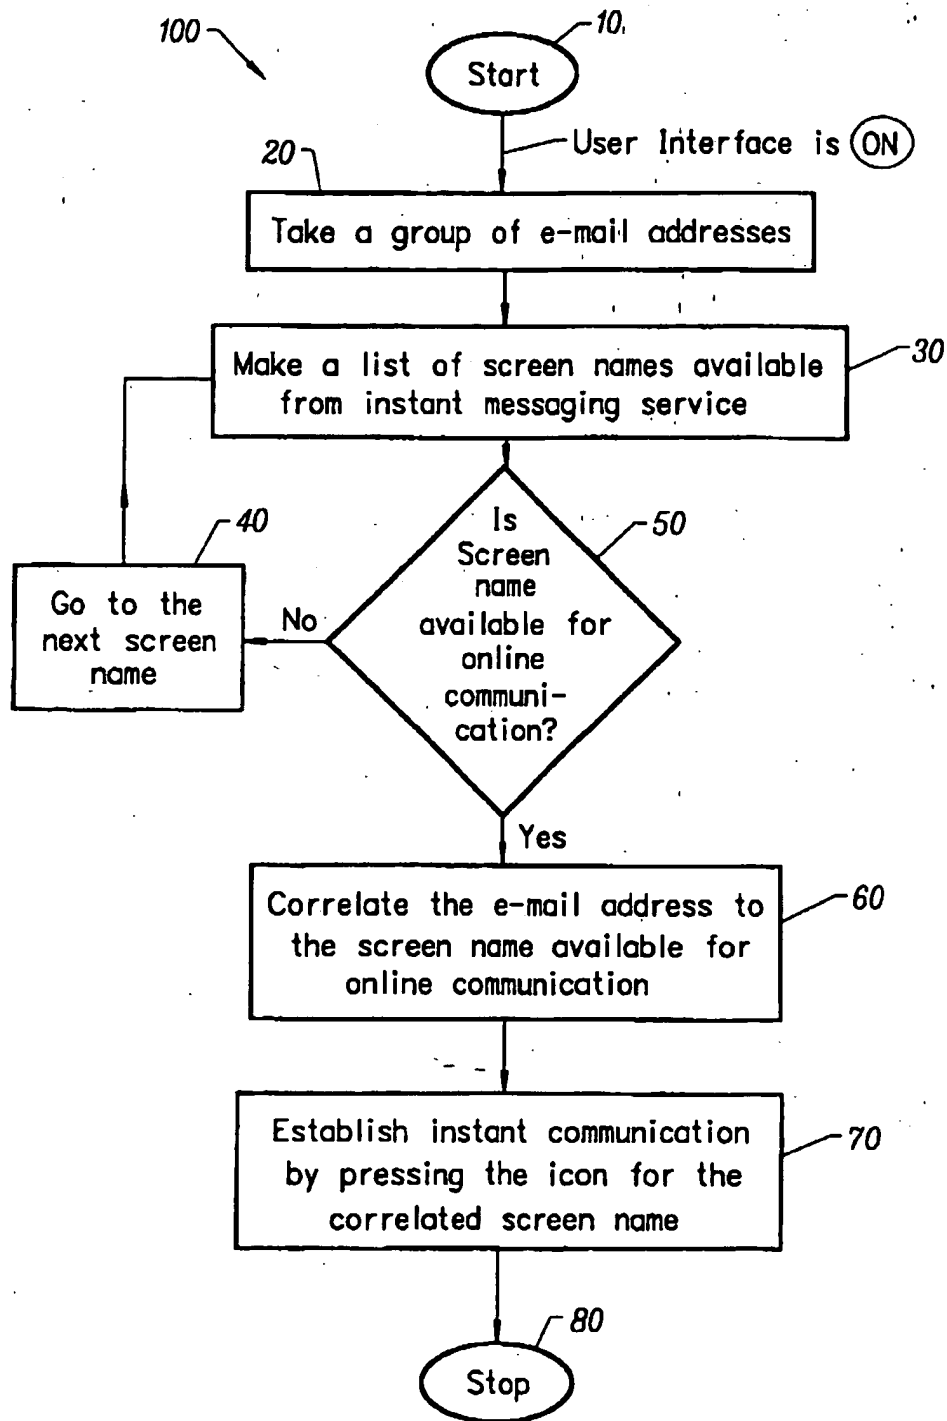 100
10
Start
User Interface is ON
20
Take a group of e-mail addresses
30
Make a list of screen names available
from instant messaging service
40
Go to the
next screen
name
No
50
Is
Screen
name
available for
online
communi-
cation?
Yes
60
Correlate the e-mail address to
the screen name available for
online communication
70
Establish instant communication
by pressing the icon for the
correlated screen name
80
Stop